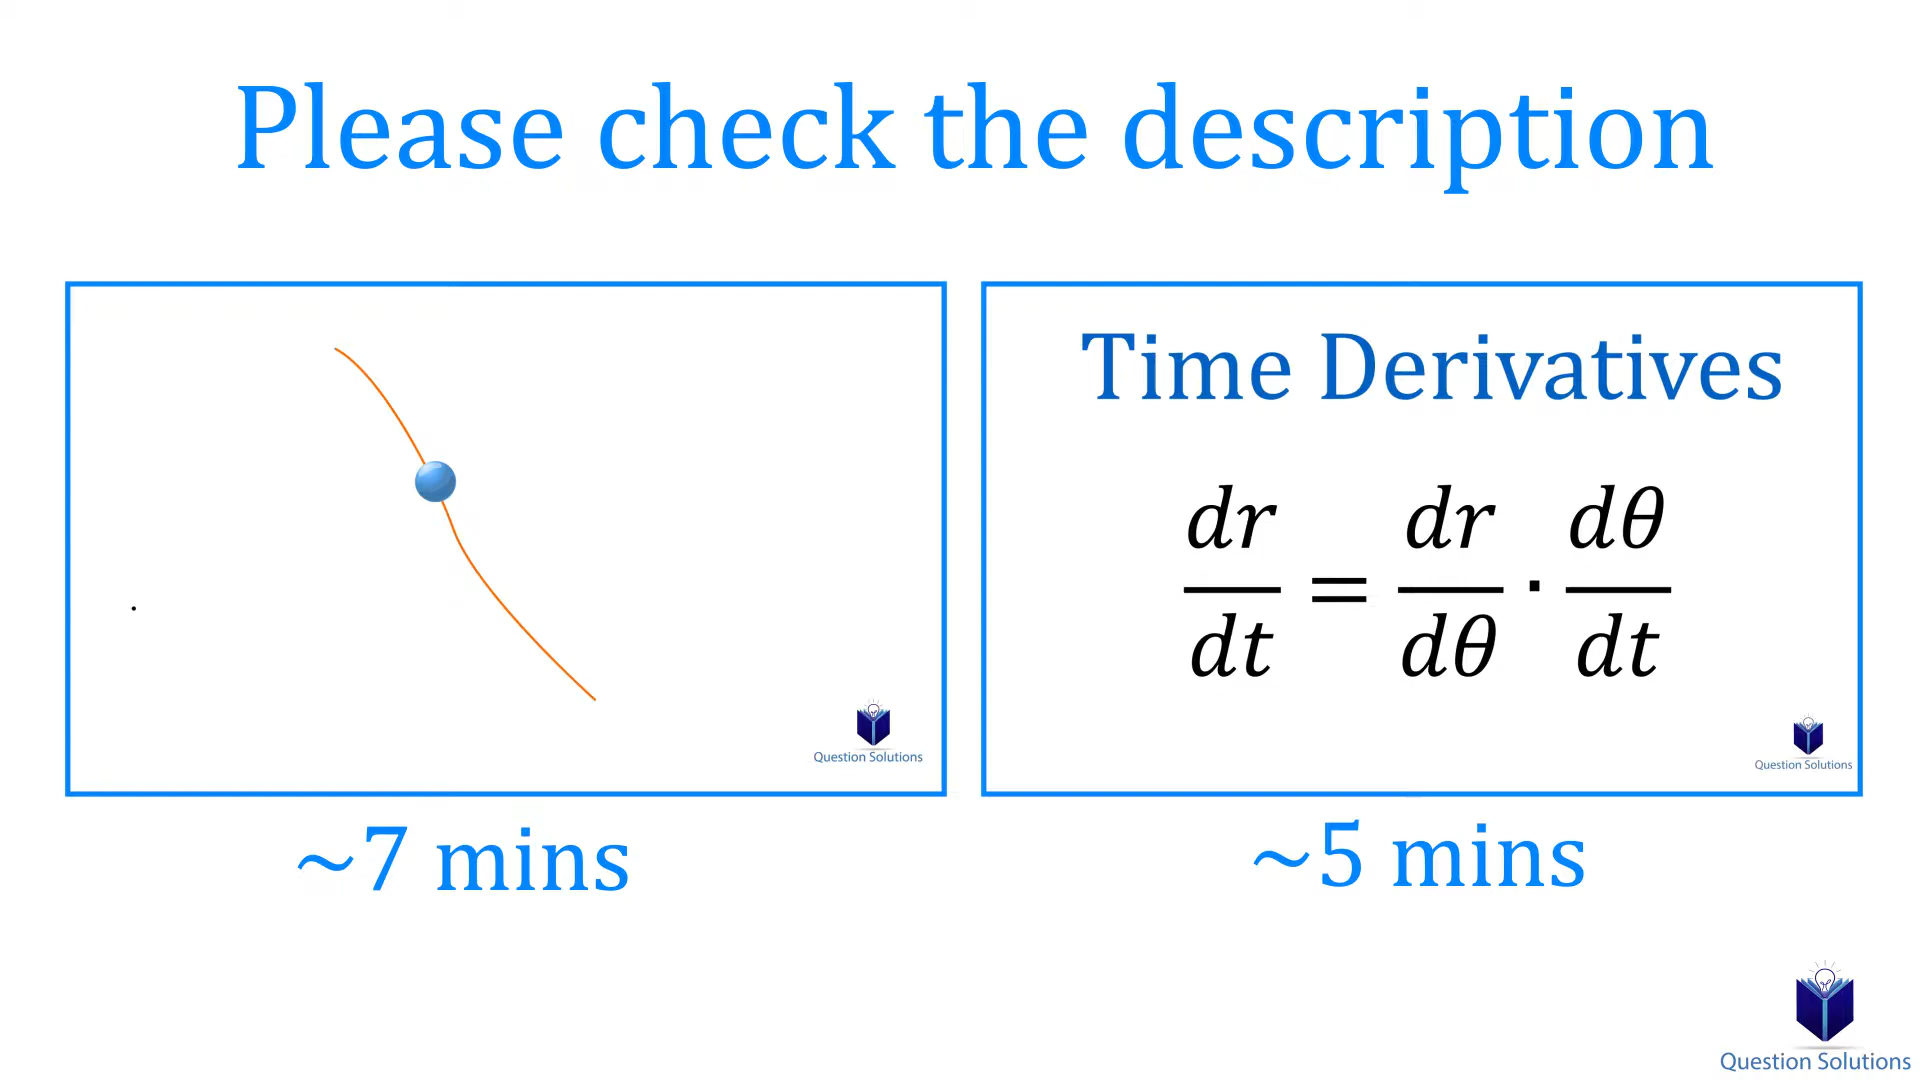 Please check the description
Time Derivatives
dr/dt = dr/dθ · dθ/dt
Question Solutions
Question Solutions
~7 mins
~5 mins
Question Solutions